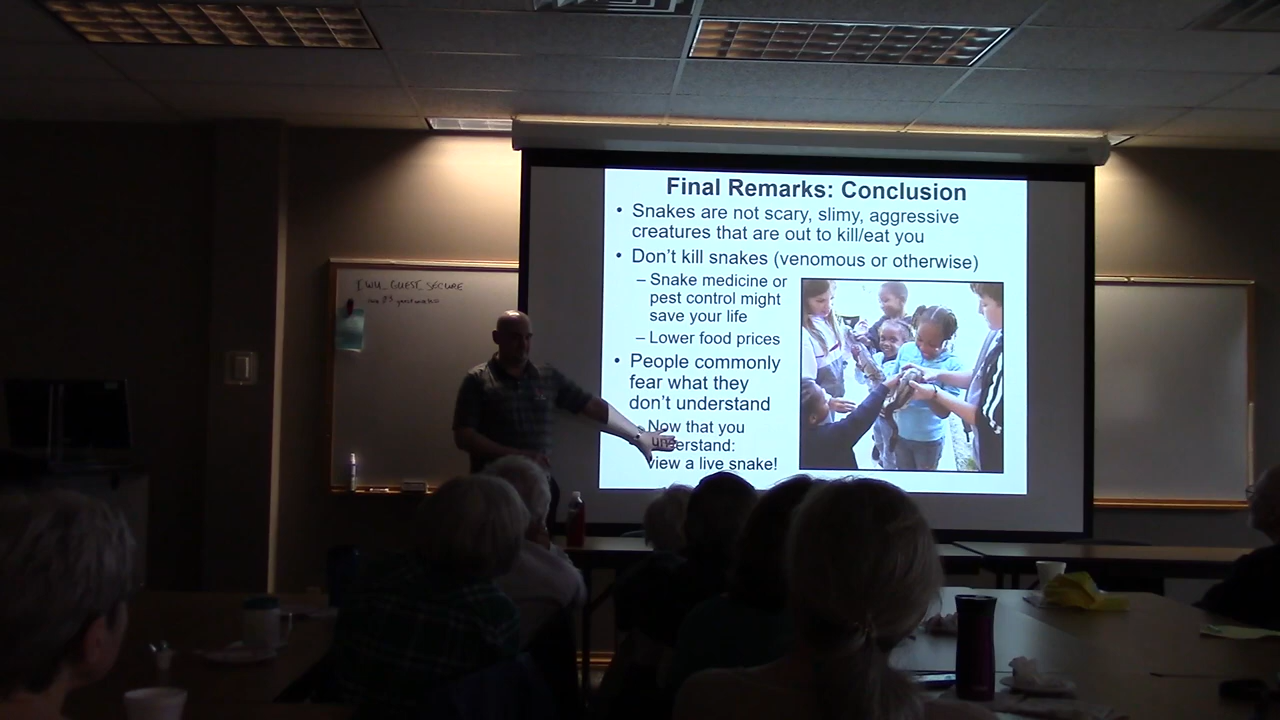 Final Remarks: Conclusion
• Snakes are not scary, slimy, aggressive
creatures that are out to kill/eat you
• Don't kill snakes (venomous or otherwise)
– Snake medicine or
pest control might
save your life
– Lower food prices
• People commonly
fear what they
don't understand
Now that you
understand:
view a live snake!
IWU_GUEST_SECURE